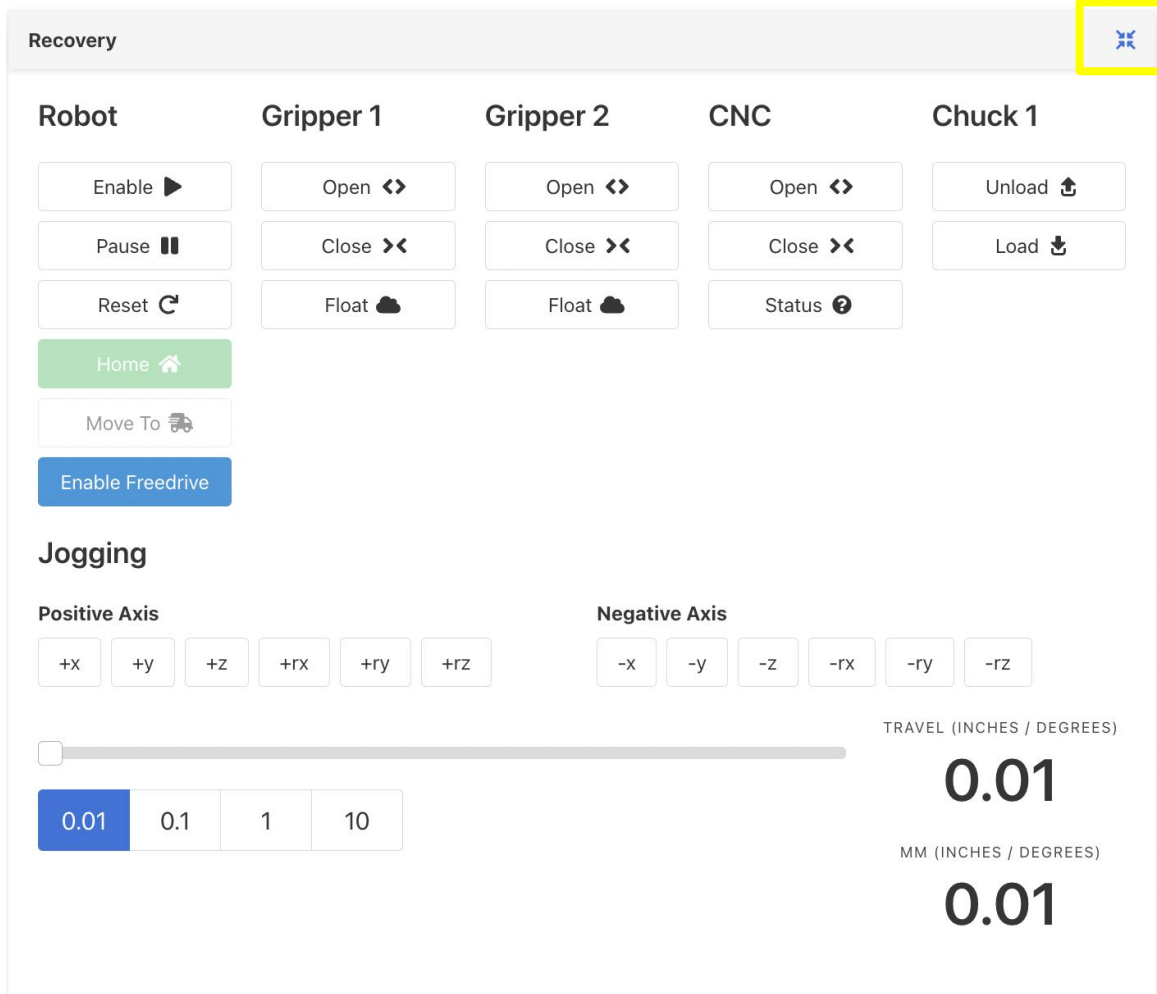 Recovery
Robot Gripper 1 Gripper 2 CNC Chuck 1
Enable Open Open Open Unload
Pause Close Close Close Load
Reset Float Float Status
Home
Move To
Enable Freedrive
Jogging
Positive Axis Negative Axis
+x +y +z +rx +ry +rz -x -y -z -rx -ry -rz
TRAVEL (INCHES / DEGREES)
0.01
0.01 0.1 1 10
MM (INCHES / DEGREES)
0.01